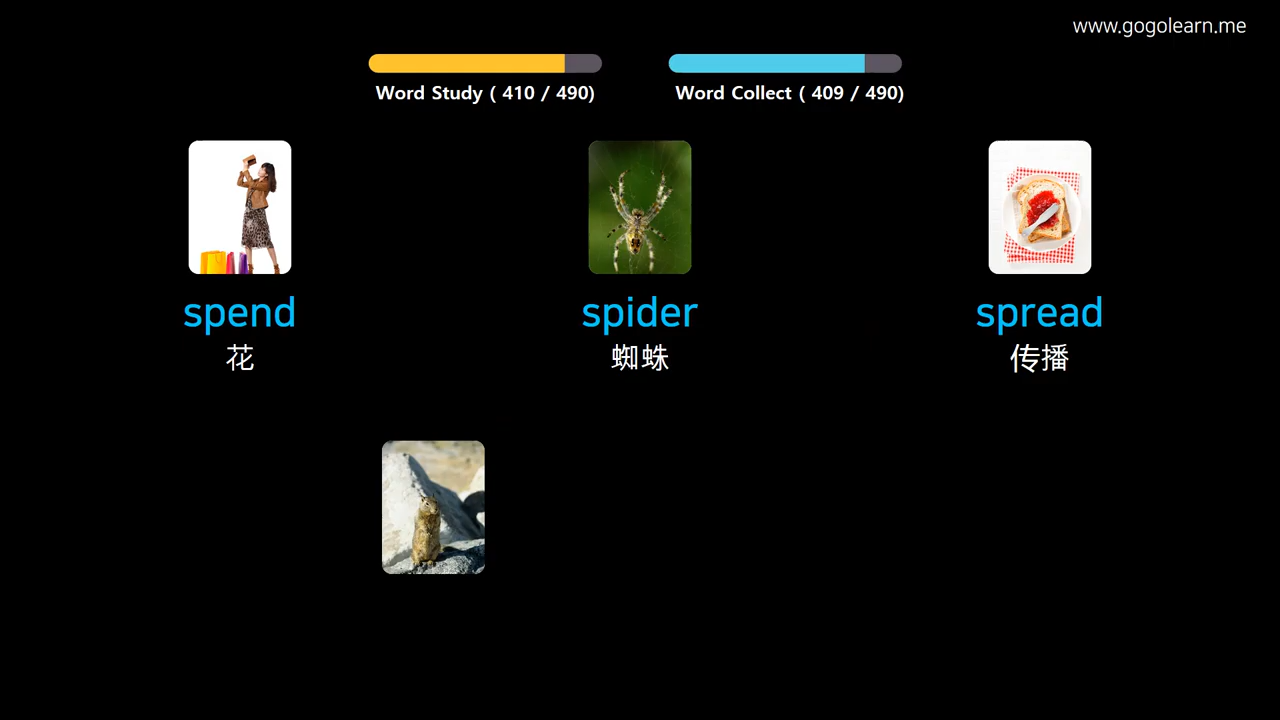 www.gogolearn.me
Word Study ( 410 / 490)
Word Collect ( 409 / 490)
spend
花
spider
蜘蛛
spread
传播